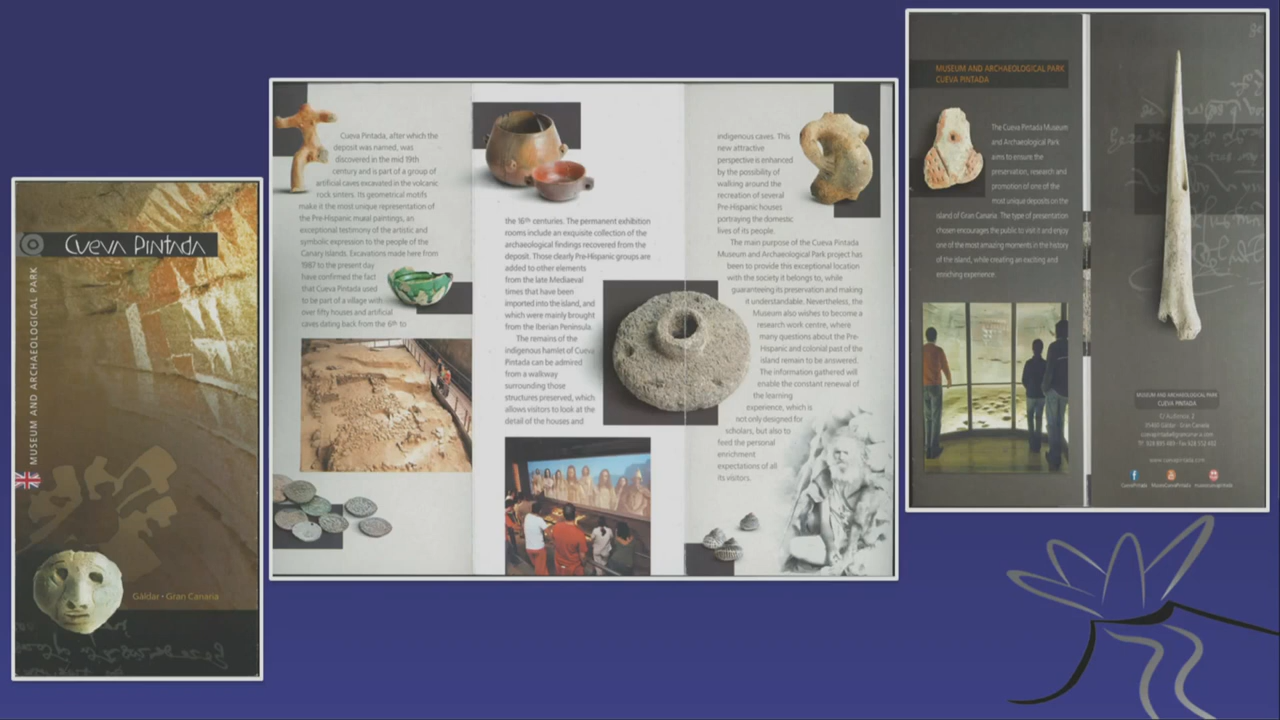 MUSEUM AND ARCHAEOLOGICAL PARK
CUEVA PINTADA
Gáldar · Gran Canaria
Cueva Pintada, after which the
deposit was named, was
discovered in the mid 19th
century and is part of a group of
artificial caves excavated in the volcanic
rock sinters. Its geometrical motifs
make it the most unique representation of
the Pre-Hispanic mural paintings, an
exceptional testimony of the artistic and
symbolic expression to the people of the
Canary Islands. Excavations made here from
1987 to the present day
have confirmed the fact
that Cueva Pintada used
to be part of a village with
over fifty houses and artificial
caves dating back from the 6th to
the 16th centuries. The permanent exhibition
rooms include an exquisite collection of the
archaeological findings recovered from the
deposit. Those clearly Pre-Hispanic groups are
added to other elements
from the late Mediaeval
times that have been
imported into the island, and
which were mainly brought
from the Iberian Peninsula.
The remains of the
indigenous hamlet of Cueva
Pintada can be admired
from a walkway
surrounding those
structures preserved, which
allows visitors to look at the
detail of the houses and
indigenous caves. This
new attractive
perspective is enhanced
by the possibility of
walking around the
recreation of several
Pre-Hispanic houses
portraying the domestic
lives of its people.
The main purpose of the Cueva Pintada
Museum and Archaeological Park project has
been to provide this exceptional location
with the society it belongs to, while
guaranteeing its preservation and making
it understandable. Nevertheless, the
Museum also wishes to become a
research work centre, where
many questions about the Pre-
Hispanic and colonial past of the
island remain to be answered.
The information gathered will
enable the constant renewal of
the learning
experience, which is
not only designed for
scholars, but also to
feed the personal
enrichment
expectations of all
its visitors.
MUSEUM AND ARCHAEOLOGICAL PARK
CUEVA PINTADA
The Cueva Pintada Museum
and Archaeological Park
aims to ensure the
preservation, research and
promotion of one of the
most unique deposits on the
island of Gran Canaria. The type of presentation
chosen encourages the public to visit it and enjoy
one of the most amazing moments in the history
of the island, while creating an exciting and
enriching experience.
MUSEUM AND ARCHAEOLOGICAL PARK
CUEVA PINTADA
C/ Audiencia 2
35460 Gáldar · Gran Canaria
www.cuevapintada.com
CuevaPintada MuseoCuevaPintada museocuevapintada